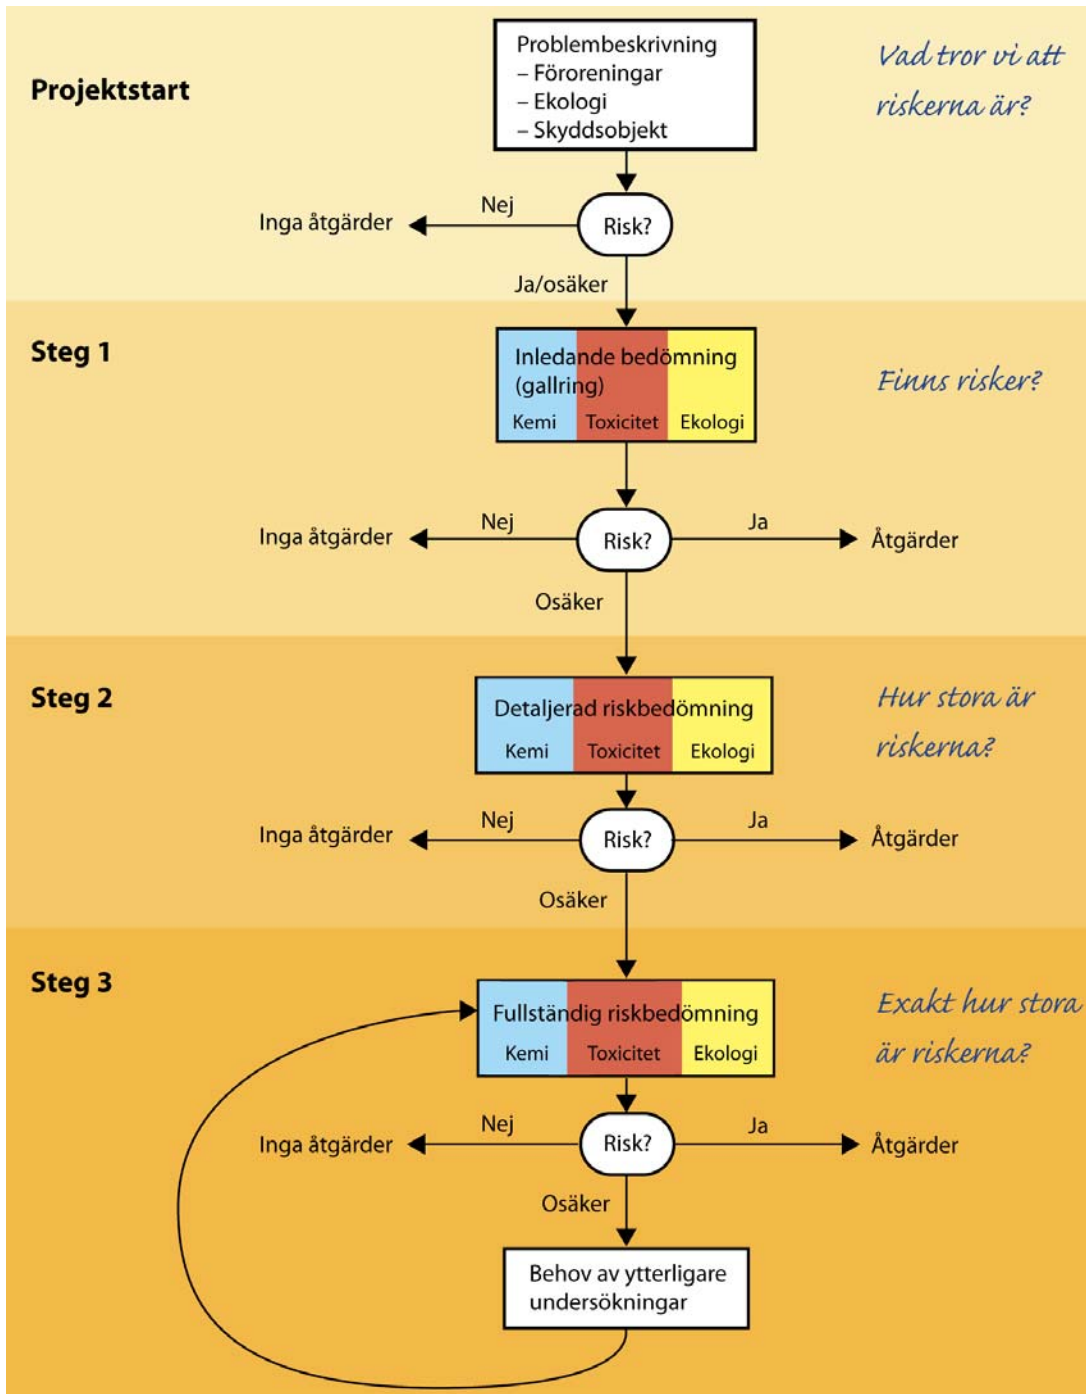 Projektstart
Problembeskrivning
– Föroreningar
– Ekologi
– Skyddsobjekt
Vad tror vi att
riskerna är?
Risk?
Nej
Inga åtgärder
Ja/osäker
Steg 1
Inledande bedömning
(gallring)
Kemi Toxicitet Ekologi
Finns risker?
Inga åtgärder
Nej
Risk?
Ja
Åtgärder
Osäker
Steg 2
Detaljerad riskbedömning
Kemi Toxicitet Ekologi
Hur stora är
riskerna?
Inga åtgärder
Nej
Risk?
Ja
Åtgärder
Osäker
Steg 3
Fullständig riskbedömning
Kemi Toxicitet Ekologi
Exakt hur stora
är riskerna?
Inga åtgärder
Nej
Risk?
Ja
Åtgärder
Osäker
Behov av ytterligare
undersökningar